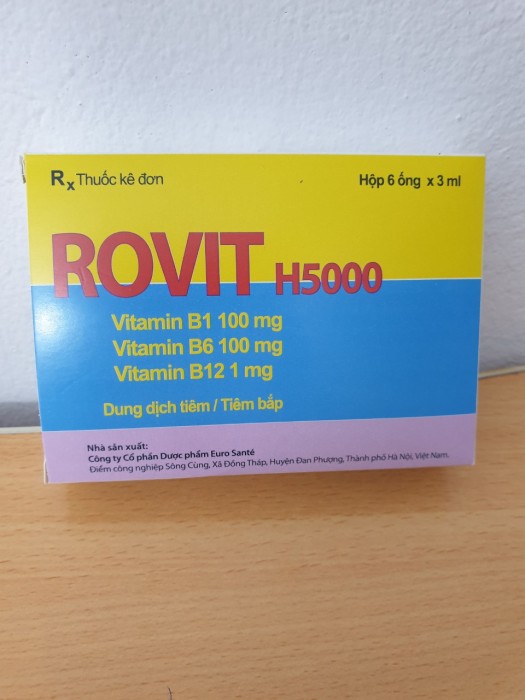 Rx Thuốc kê đơn
Hộp 6 ống x 3 ml
ROVIT H5000
Vitamin B1 100 mg
Vitamin B6 100 mg
Vitamin B12 1 mg
Dung dịch tiêm / Tiêm bắp
Nhà sản xuất:
Công ty Cổ phần Dược phẩm Euro Santé
Điểm công nghiệp Sông Cùng, Xã Đồng Tháp, Huyện Đan Phượng, Thành phố Hà Nội, Việt Nam.